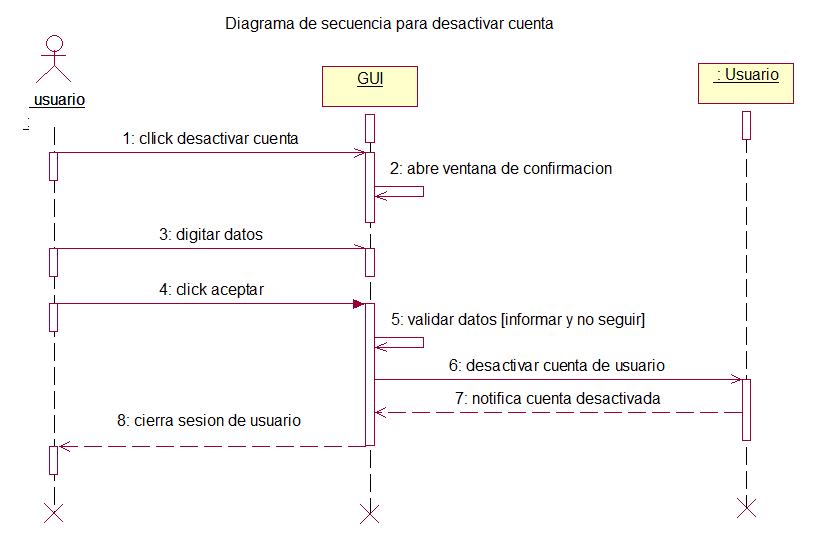 Diagrama de secuencia para desactivar cuenta
usuario
GUI
: Usuario
1: cllick desactivar cuenta
2: abre ventana de confirmacion
3: digitar datos
4: click aceptar
5: validar datos [informar y no seguir]
6: desactivar cuenta de usuario
7: notifica cuenta desactivada
8: cierra sesion de usuario